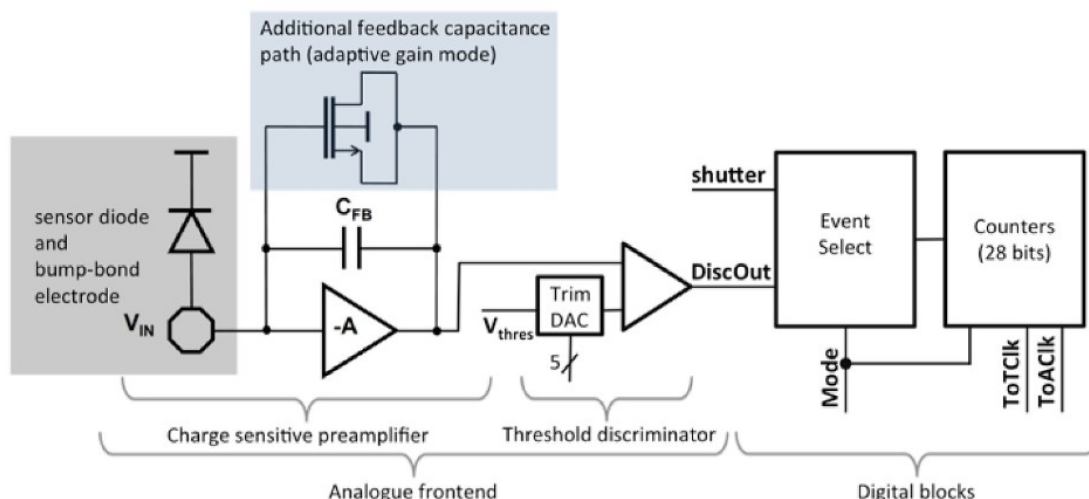 Additional feedback capacitance
path (adaptive gain mode)
sensor diode
and
bump-bond
electrode
V_IN
C_FB
-A
V_thres
Trim
DAC
5
shutter
DiscOut
Event
Select
Counters
(28 bits)
Mode
ToTClk
ToAClk
Charge sensitive preamplifier
Threshold discriminator
Analogue frontend
Digital blocks